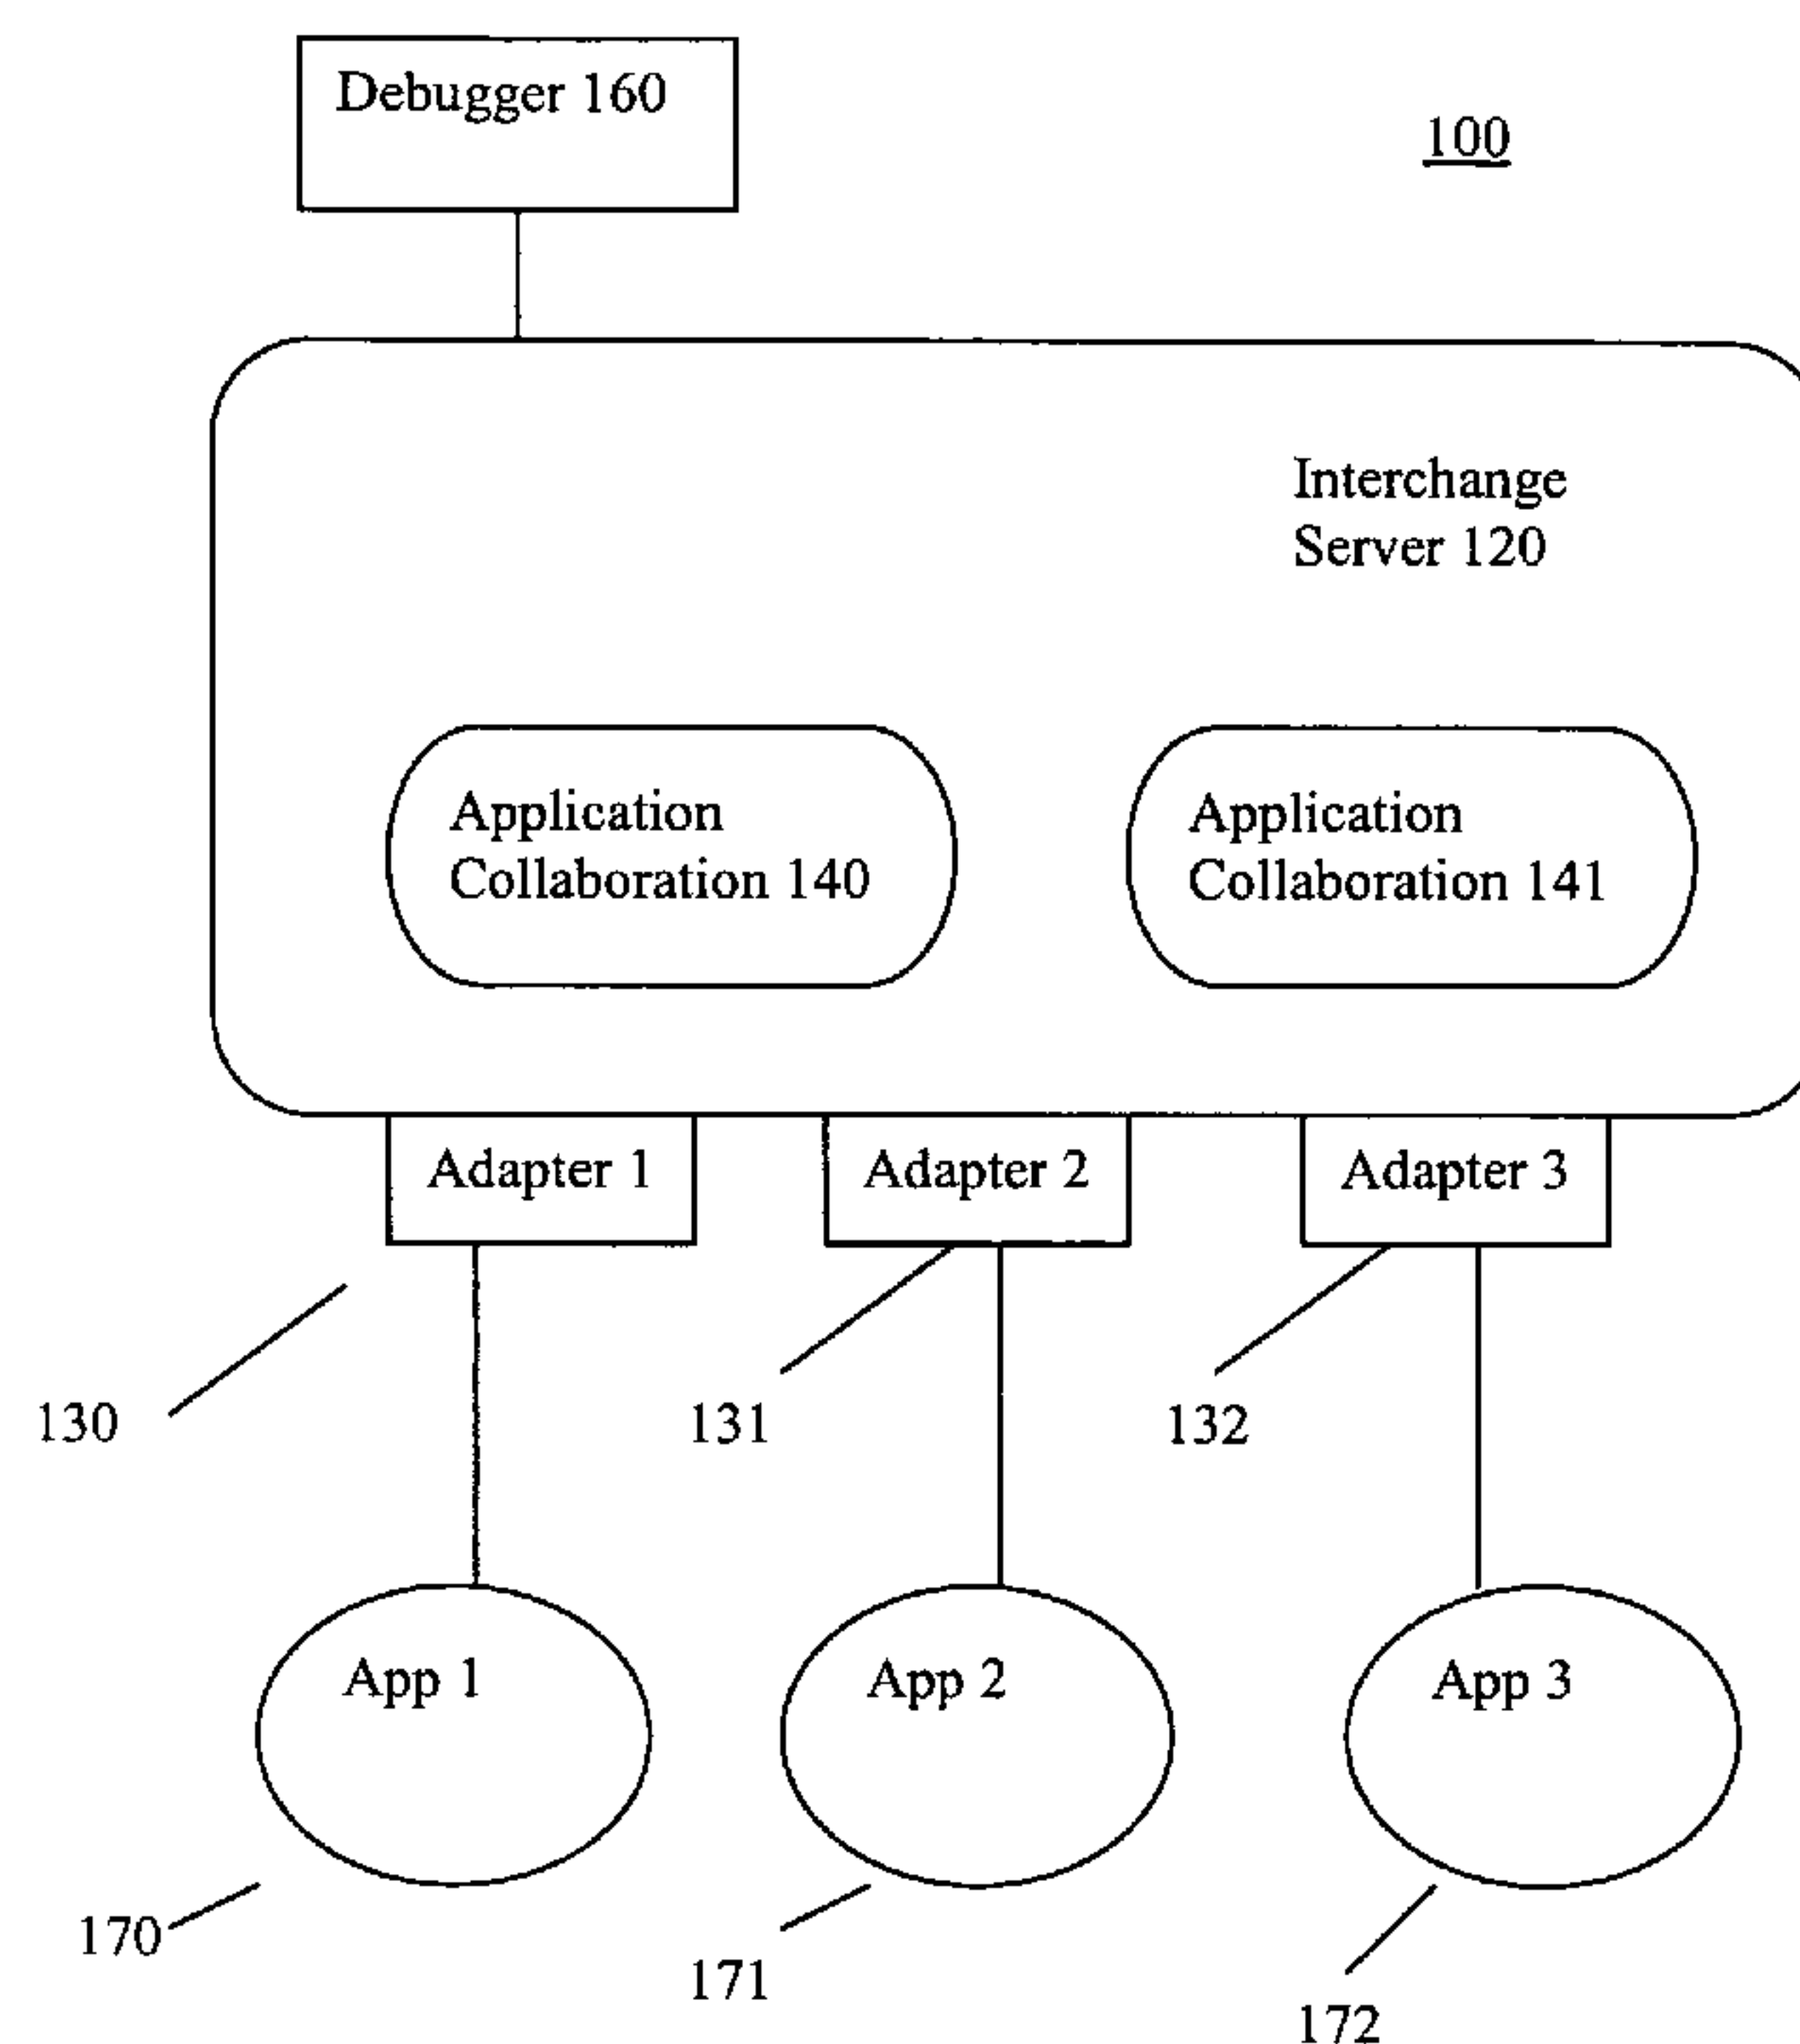 Debugger 160
100
Interchange
Server 120
Application
Collaboration 140
Application
Collaboration 141
Adapter 1
Adapter 2
Adapter 3
130
131
132
App 1
App 2
App 3
170
171
172